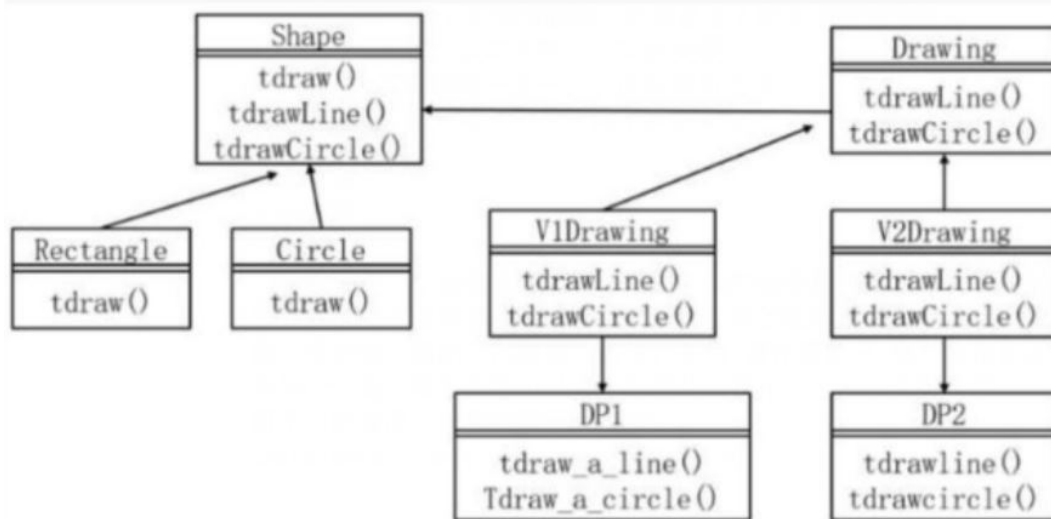 Shape
tdraw()
tdrawLine()
tdrawCircle()
Drawing
tdrawLine()
tdrawCircle()
Rectangle
tdraw()
Circle
tdraw()
V1Drawing
tdrawLine()
tdrawCircle()
V2Drawing
tdrawLine()
tdrawCircle()
DP1
tdraw_a_line()
Tdraw_a_circle()
DP2
tdrawline()
tdrawcircle()